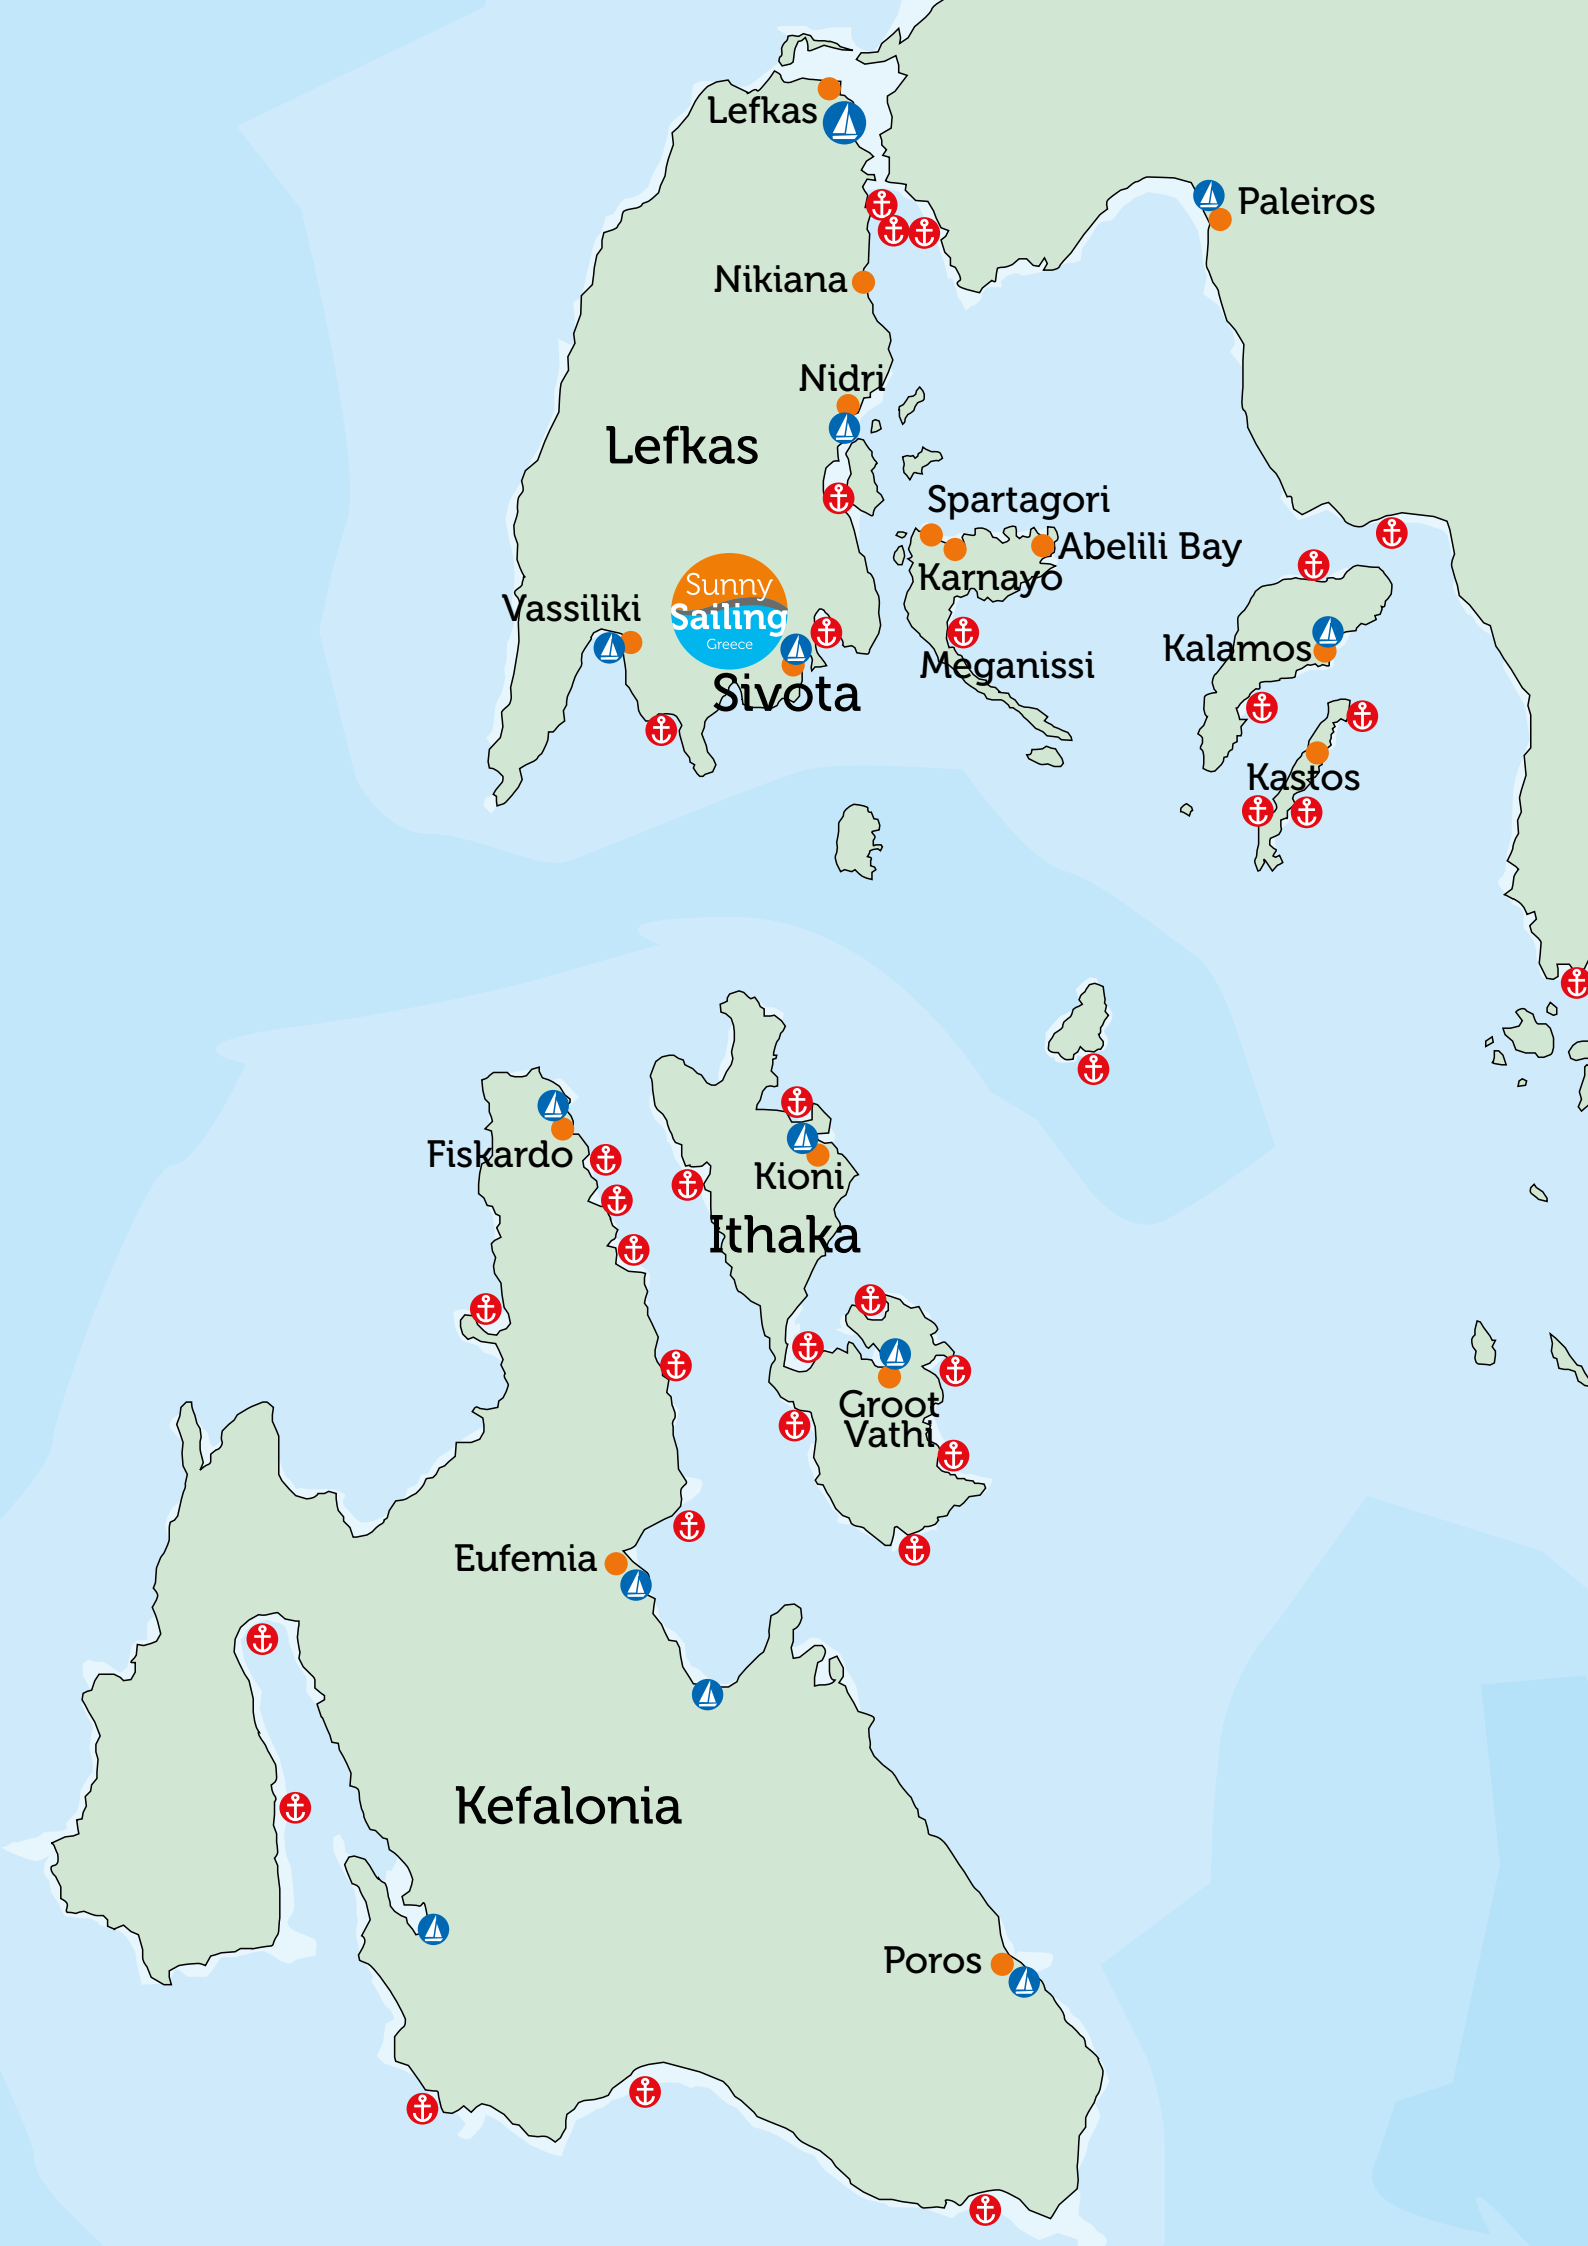 Lefkas
Paleiros
Nikiana
Nidri
Lefkas
Spartagori
Abelili Bay
Karnayo
Sunny
Sailing
Greece
Vassiliki
Kalamos
Meganissi
Sivota
Kastos
Fiskardo
Kioni
Ithaka
Groot
Vathi
Eufemia
Kefalonia
Poros